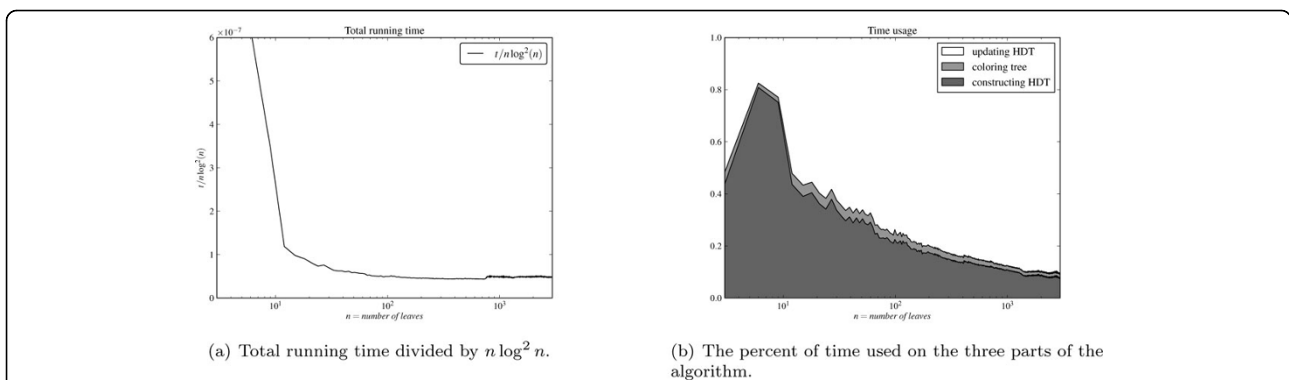 Total running time
×10⁻⁷
6
5
4
3
2
1
0
t/n log²(n)
t/n log²(n)
10¹
10²
10³
n = number of leaves
(a) Total running time divided by n log² n.
Time usage
1.0
0.8
0.6
0.4
0.2
0.0
updating HDT
coloring tree
constructing HDT
10¹
10²
10³
n = number of leaves
(b) The percent of time used on the three parts of the
algorithm.